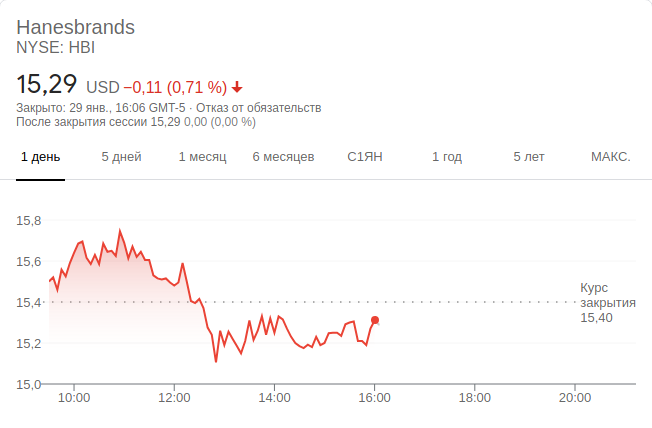 Hanesbrands
NYSE: HBI
15,29 USD −0,11 (0,71 %)
Закрыто: 29 янв., 16:06 GMT-5 · Отказ от обязательств
После закрытия сессии 15,29 0,00 (0,00 %)
1 день 5 дней 1 месяц 6 месяцев С1ЯН 1 год 5 лет МАКС.
15,8
15,6
15,4
15,2
15,0
Курс
закрытия
15,40
10:00 12:00 14:00 16:00 18:00 20:00